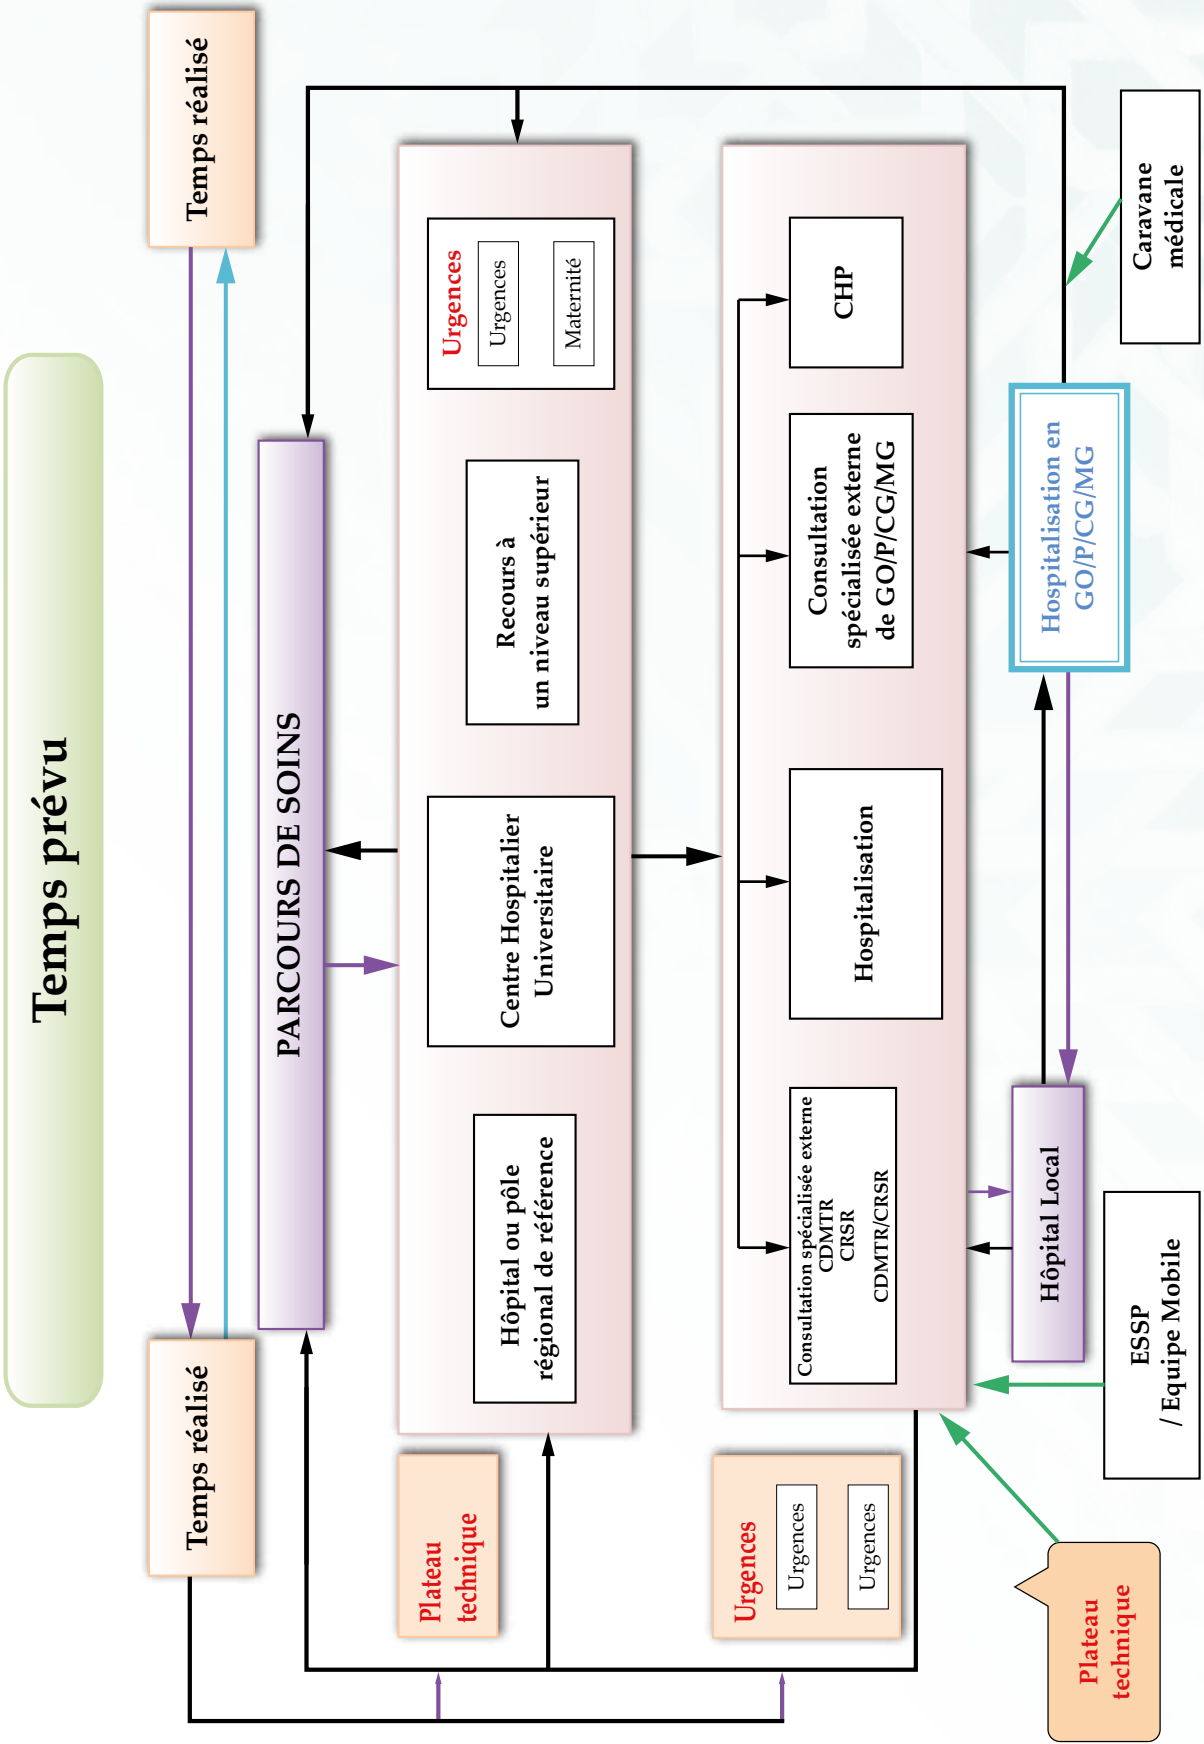 Temps prévu
Temps réalisé
Temps réalisé
PARCOURS DE SOINS
Plateau
technique
Hôpital ou pôle
régional de référence
Centre Hospitalier
Universitaire
Recours à
un niveau supérieur
Urgences
Urgences
Maternité
Urgences
Urgences
Urgences
Consultation spécialisée externe
CDMTR
CRSR
CDMTR/CRSR
Hospitalisation
Consultation
spécialisée externe
de GO/P/CG/MG
CHP
Plateau
technique
Hôpital Local
Hospitalisation en
GO/P/CG/MG
ESSP
/ Equipe Mobile
Caravane
médicale